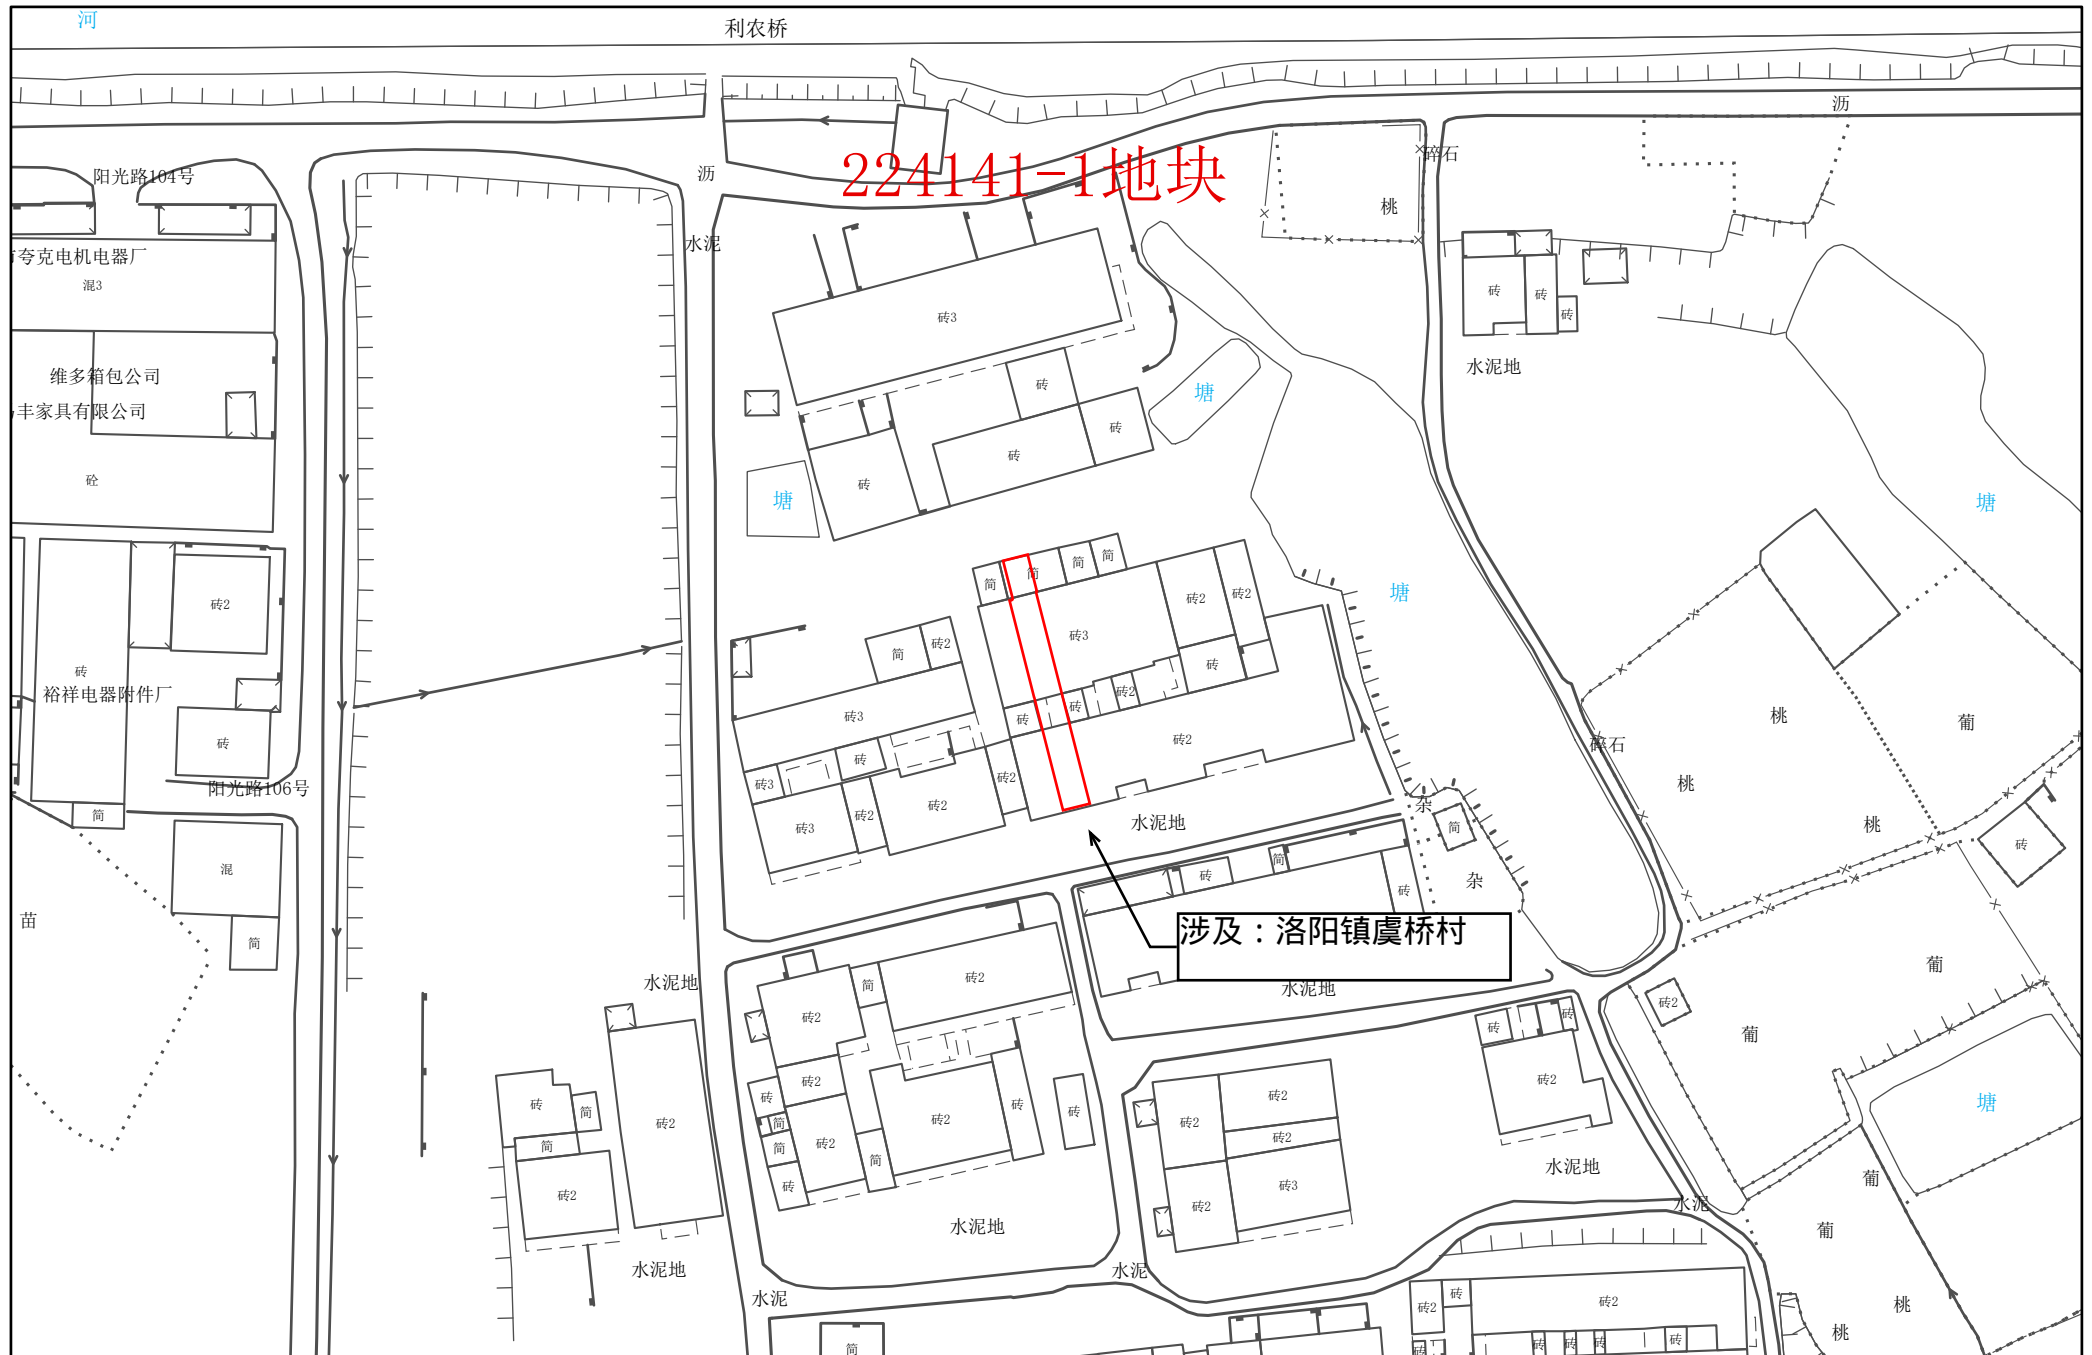 河
利农桥
沥
沥
224141-1地块
碎石
阳光路104号
桃
水泥
夸克电机电器厂
混3
砖
砖
砖
砖3
水泥地
维多箱包公司
丰家具有限公司
砖
塘
砖
砖
砖
塘
塘
砼
简
简
简
简
塘
砖2
砖2
砖2
简
砖2
砖3
砖
砖
裕祥电器附件厂
砖2
砖
砖
砖3
桃
葡
砖
砖2
碎石
砖
砖3
砖2
桃
阳光路106号
简
砖3
砖2
砖2
水泥地
杂
简
桃
砖
混
简
砖
杂
砖
苗
简
涉及：洛阳镇虞桥村
葡
水泥地
简
砖2
水泥地
砖2
砖2
砖
砖
葡
砖2
砖2
砖2
砖
简
砖
砖2
简
砖2
砖
砖2
砖2
塘
简
简
砖2
砖2
简
水泥地
砖2
砖
砖3
葡
砖2
水泥地
水泥
葡
水泥地
水泥
水泥
砖2
砖
砖2
桃
桃
简
砖
砖
砖
砖
砖